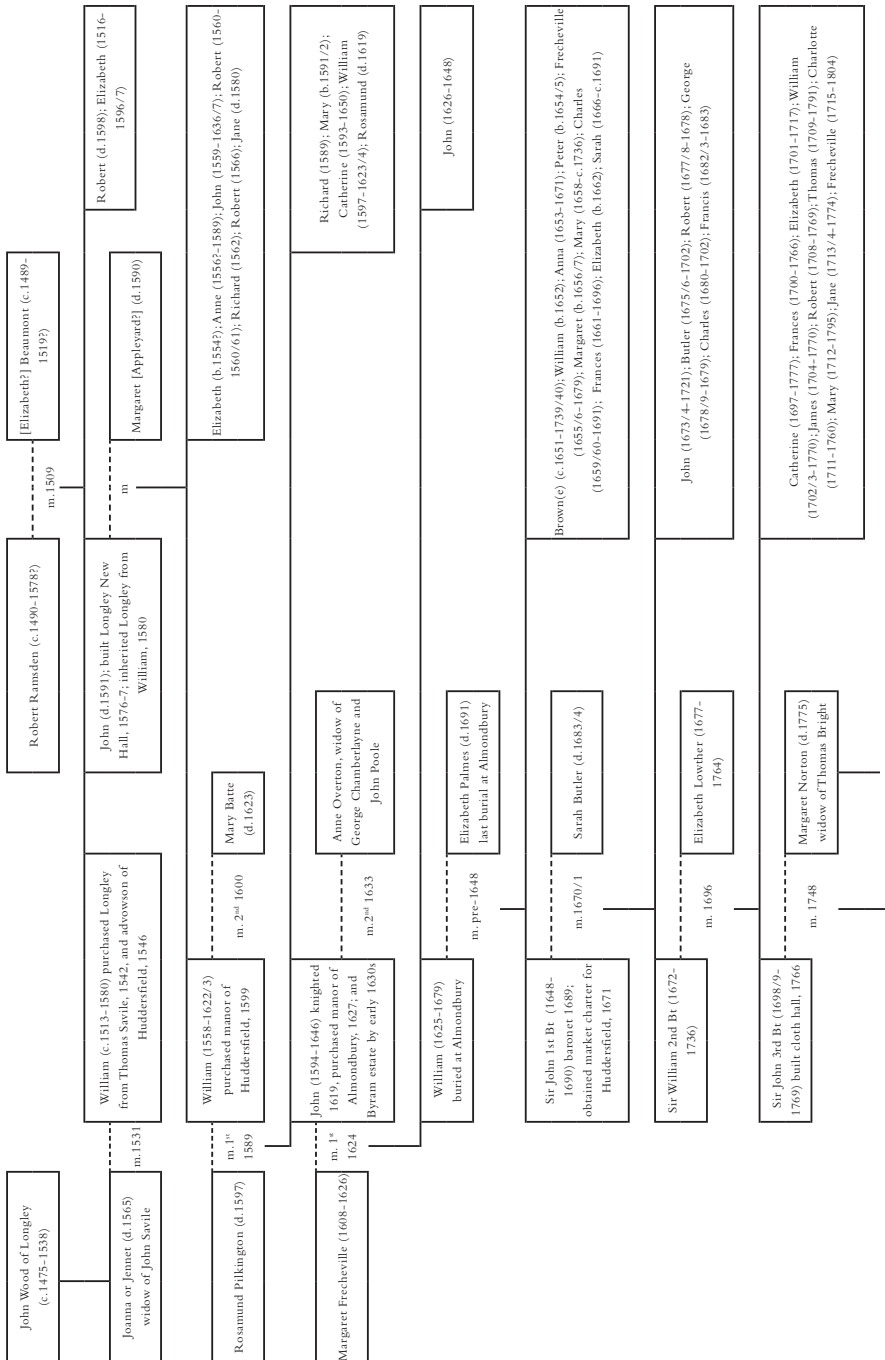 John Wood of Longley
(c.1475–1538)
Robert Ramsden (c.1490–1578?)
m.1509
[Elizabeth?] Beaumont (c.1489–
1519?)
Joanna or Jennet (d.1565)
widow of John Savile
m.1531
William (c.1513–1580) purchased Longley
from Thomas Savile, 1542, and advowson of
Huddersfield, 1546
John (d.1591); built Longley New
Hall, 1576-7; inherited Longley from
William, 1580
m
Margaret [Appleyard?] (d.1590)
Robert (d.1598); Elizabeth (1516–
1596/7)
Rosamund Pilkington (d.1597)
m.1st
1589
William (1558–1622/3)
purchased manor of
Huddersfield, 1599
m. 2nd 1600
Mary Batte
(d.1623)
Elizabeth (b.1554?); Anne (1556?–1589); John (1559–1636/7); Robert (1560–
1560/61); Richard (1562); Robert (1566); Jane (d.1580)
Margaret Frecheville (1608–1626)
m. 1st
1624
John (1594–1646) knighted
1619, purchased manor of
Almondbury, 1627; and
Byram estate by early 1630s
m.2nd 1633
Anne Overton, widow of
George Chamberlayne and
John Poole
Richard (1589); Mary (b.1591/2);
Catherine (1593–1650); William
(1597–1623/4); Rosamund (d.1619)
William (1625–1679)
buried at Almondbury
m. pre-1648
Elizabeth Palmes (d.1691)
last burial at Almondbury
John (1626–1648)
Sir John 1st Bt (1648–
1690) baronet 1689;
obtained market charter for
Huddersfield, 1671
m.1670/1
Sarah Butler (d.1683/4)
Brown(e) (c.1651–1739/40); William (b.1652); Anna (1653–1671); Peter (b.1654/5); Frecheville
(1655/6–1679); Margaret (b.1656/7); Mary (1658–c.1736); Charles
(1659/60–1691); Frances (1661–1696); Elizabeth (b.1662); Sarah (1666–c.1691)
Sir William 2nd Bt (1672–
1736)
m. 1696
Elizabeth Lowther (1677–
1764)
John (1673/4–1721); Butler (1675/6–1702); Robert (1677/8–1678); George
(1678/9–1679); Charles (1680–1702); Francis (1682/3–1683)
Sir John 3rd Bt (1698/9–
1769) built cloth hall, 1766
m. 1748
Margaret Norton (d.1775)
widow of Thomas Bright
Catherine (1697–1777); Frances (1700–1766); Elizabeth (1701–1717); William
(1702/3–1770); James (1704–1770); Robert (1708–1769); Thomas (1709–1791); Charlotte
(1711–1760); Mary (1712–1795); Jane (1713/4–1774); Frecheville (1715–1804)